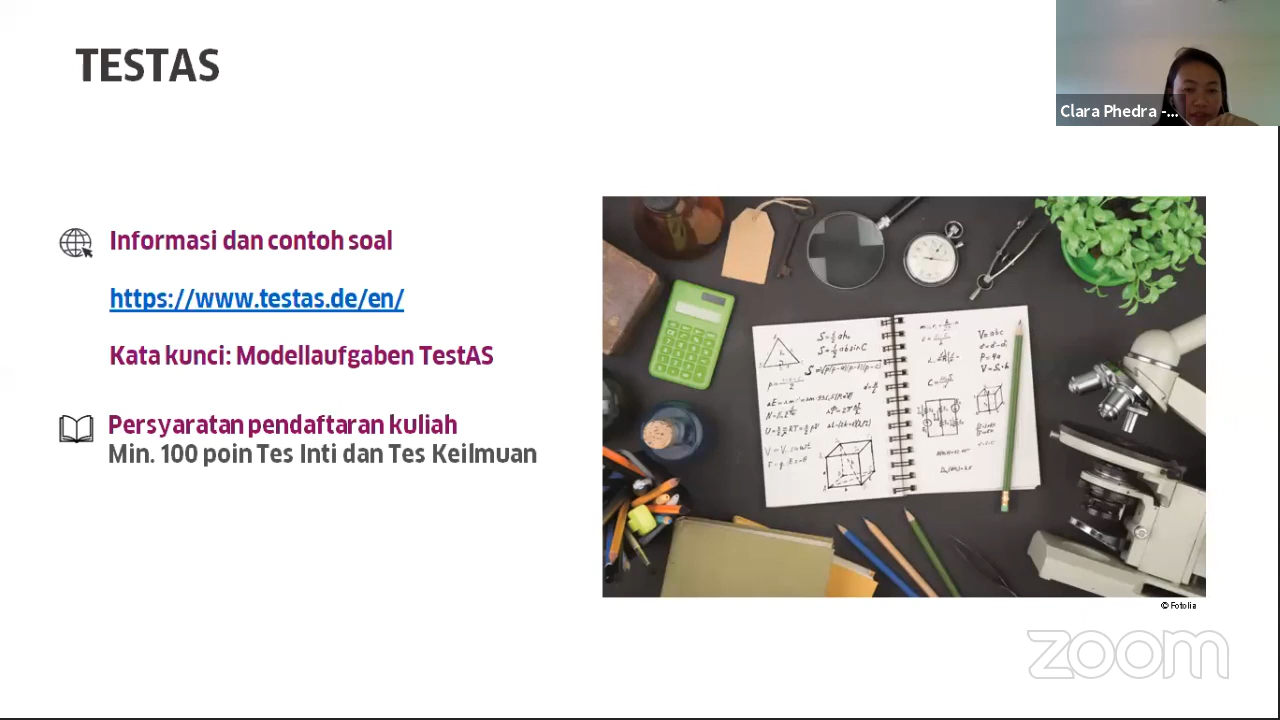 TESTAS
Clara Phedra -...
Informasi dan contoh soal
https://www.testas.de/en/
Kata kunci: Modellaufgaben TestAS
Persyaratan pendaftaran kuliah
Min. 100 poin Tes Inti dan Tes Keilmuan
© Fotolia
zoom